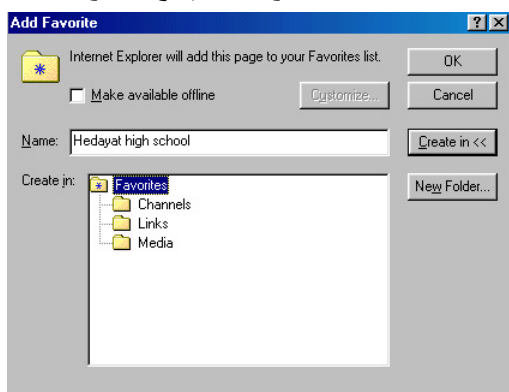 Add Favorite
Internet Explorer will add this page to your Favorites list.
OK
Make available offline
Customize...
Cancel
Name: Hedayat high school
Create in <<
Create in:
Favorites
New Folder...
Channels
Links
Media